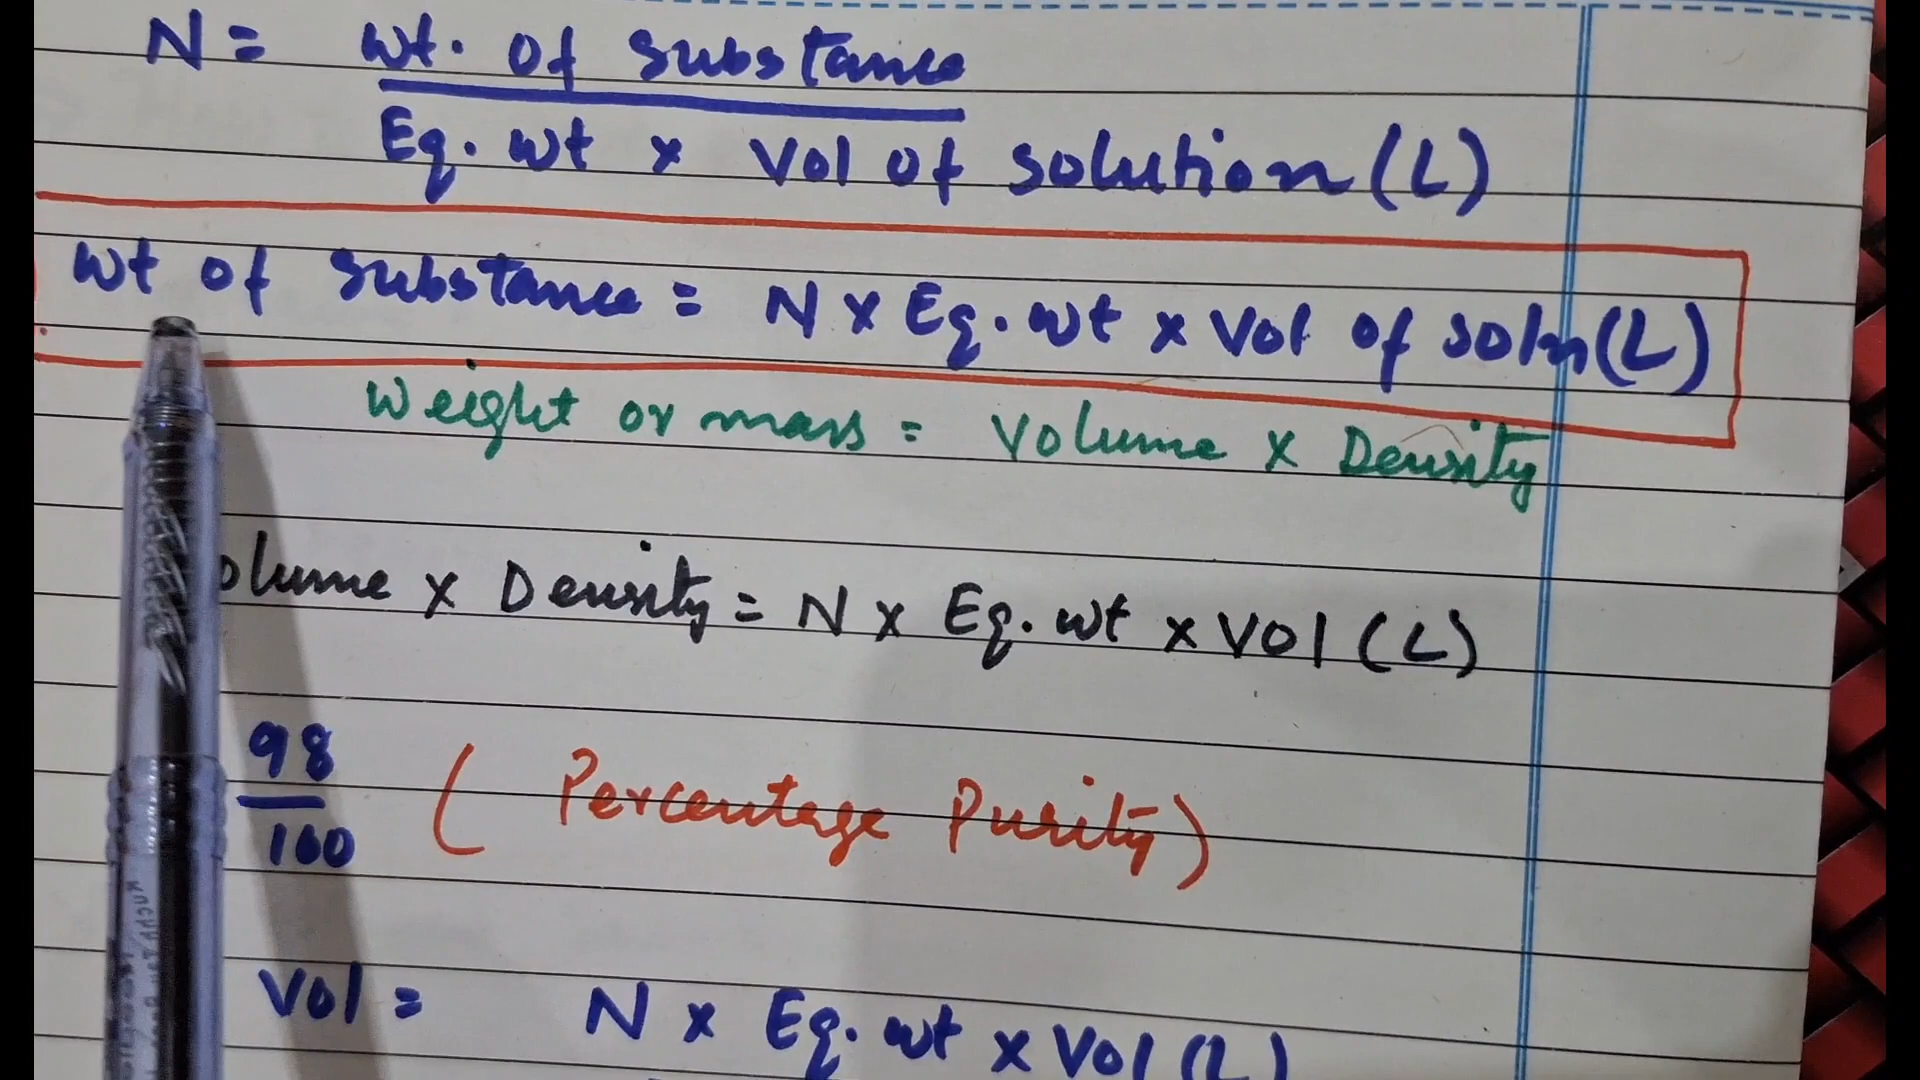 N = wt. of substance
Eq. wt x Vol of solution (L)
wt of substance = N x Eq. wt x Vol of soln (L)
Weight or mass = Volume x Density
olume x Density = N x Eq. wt x Vol (L)
98
100
( Percentage Purity )
Vol = N x Eq. wt x Vol (L)